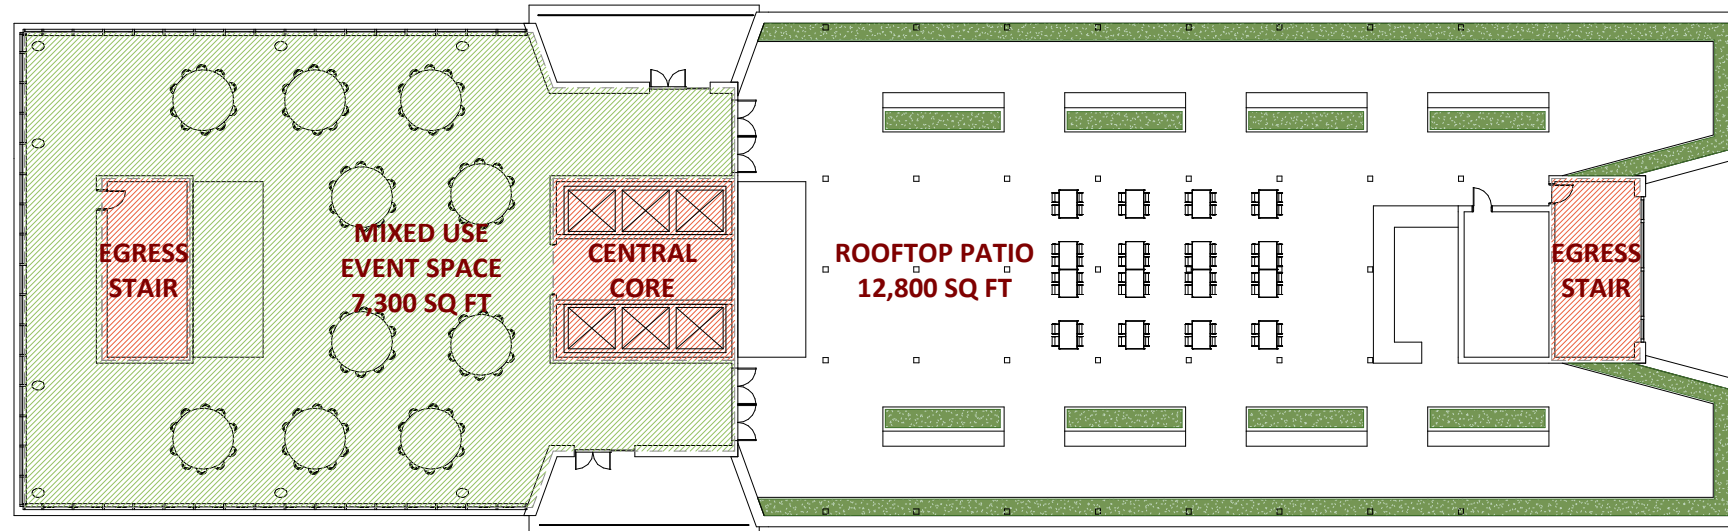 EGRESS
STAIR
MIXED USE
EVENT SPACE
7,300 SQ FT
CENTRAL
CORE
ROOFTOP PATIO
12,800 SQ FT
EGRESS
STAIR